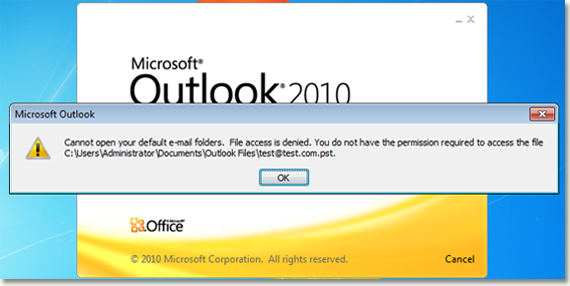 Microsoft®
Outlook® 2010
Microsoft Outlook
Cannot open your default e-mail folders. File access is denied. You do not have the permission required to access the file
C:\Users\Administrator\Documents\Outlook Files\test@test.com.pst.
OK
Microsoft®
Office
© 2010 Microsoft Corporation. All rights reserved.
Cancel